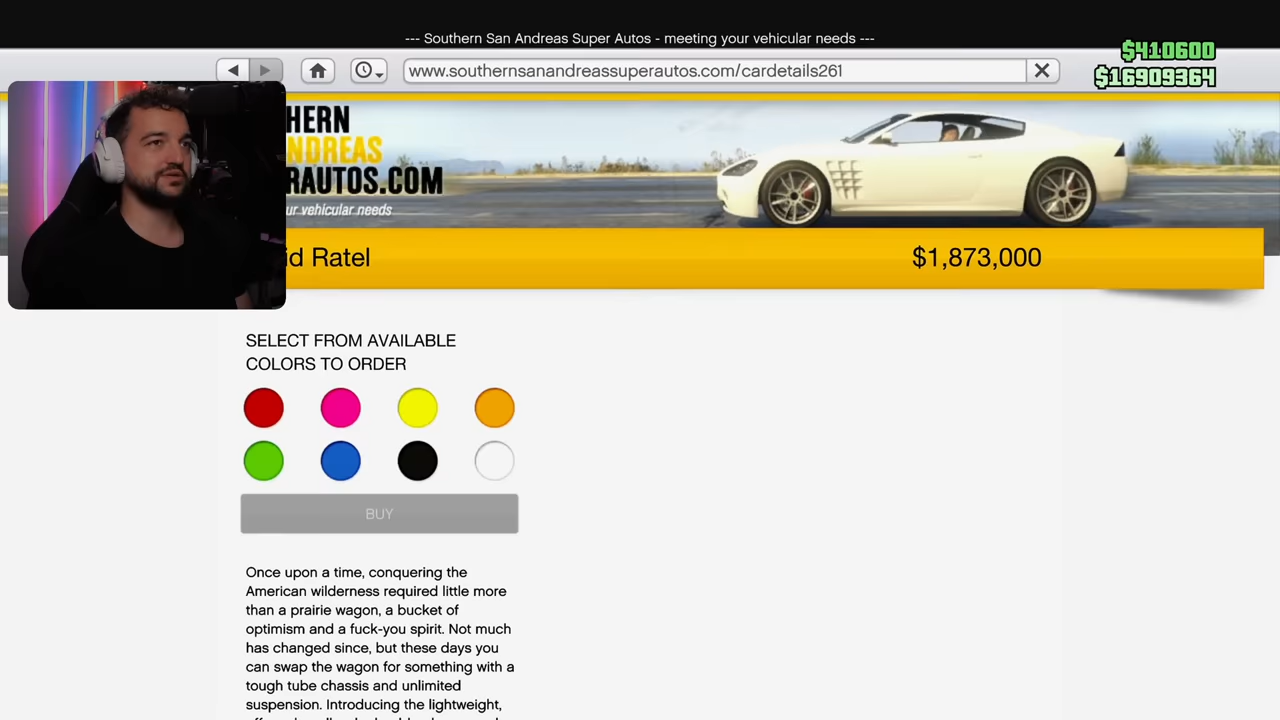 --- Southern San Andreas Super Autos - meeting your vehicular needs ---
$410600
www.southernsanandreassuperautos.com/cardetails261
$16909364
HERN
NDREAS
RAUTOS.COM
ur vehicular needs
id Ratel
$1,873,000
SELECT FROM AVAILABLE
COLORS TO ORDER
BUY
Once upon a time, conquering the
American wilderness required little more
than a prairie wagon, a bucket of
optimism and a fuck-you spirit. Not much
has changed since, but these days you
can swap the wagon for something with a
tough tube chassis and unlimited
suspension. Introducing the lightweight,